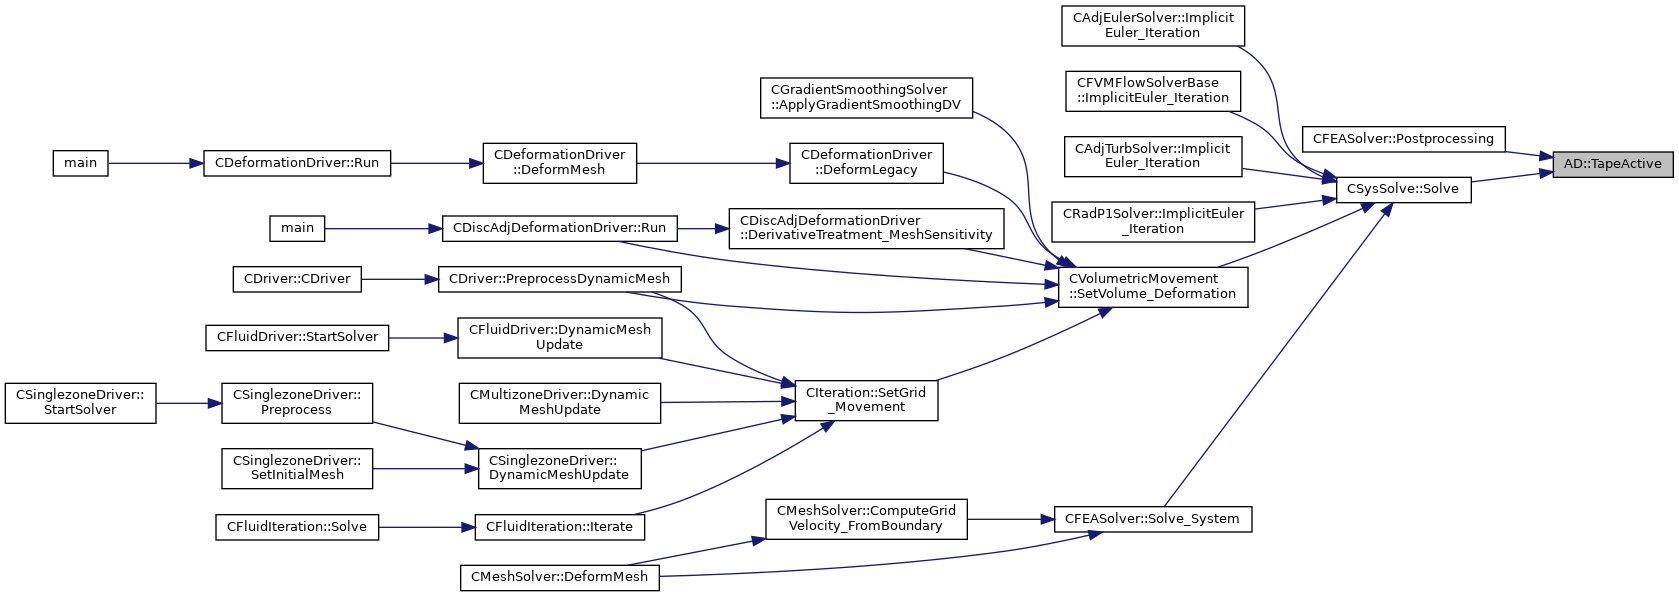 CAdjEulerSolver::Implicit
Euler_Iteration
CFVMFlowSolverBase
::ImplicitEuler_Iteration
CGradientSmoothingSolver
::ApplyGradientSmoothingDV
CFEASolver::Postprocessing
AD::TapeActive
CAdjTurbSolver::Implicit
Euler_Iteration
main
CDeformationDriver::Run
CDeformationDriver
::DeformMesh
CDeformationDriver
::DeformLegacy
CSysSolve::Solve
CRadP1Solver::ImplicitEuler
_Iteration
main
CDiscAdjDeformationDriver::Run
CDiscAdjDeformationDriver
::DerivativeTreatment_MeshSensitivity
CDriver::CDriver
CDriver::PreprocessDynamicMesh
CVolumetricMovement
::SetVolume_Deformation
CFluidDriver::StartSolver
CFluidDriver::DynamicMesh
Update
CSinglezoneDriver::
StartSolver
CSinglezoneDriver::
Preprocess
CMultizoneDriver::Dynamic
MeshUpdate
CIteration::SetGrid
_Movement
CSinglezoneDriver::
SetInitialMesh
CSinglezoneDriver::
DynamicMeshUpdate
CFluidIteration::Solve
CFluidIteration::Iterate
CMeshSolver::ComputeGrid
Velocity_FromBoundary
CFEASolver::Solve_System
CMeshSolver::DeformMesh